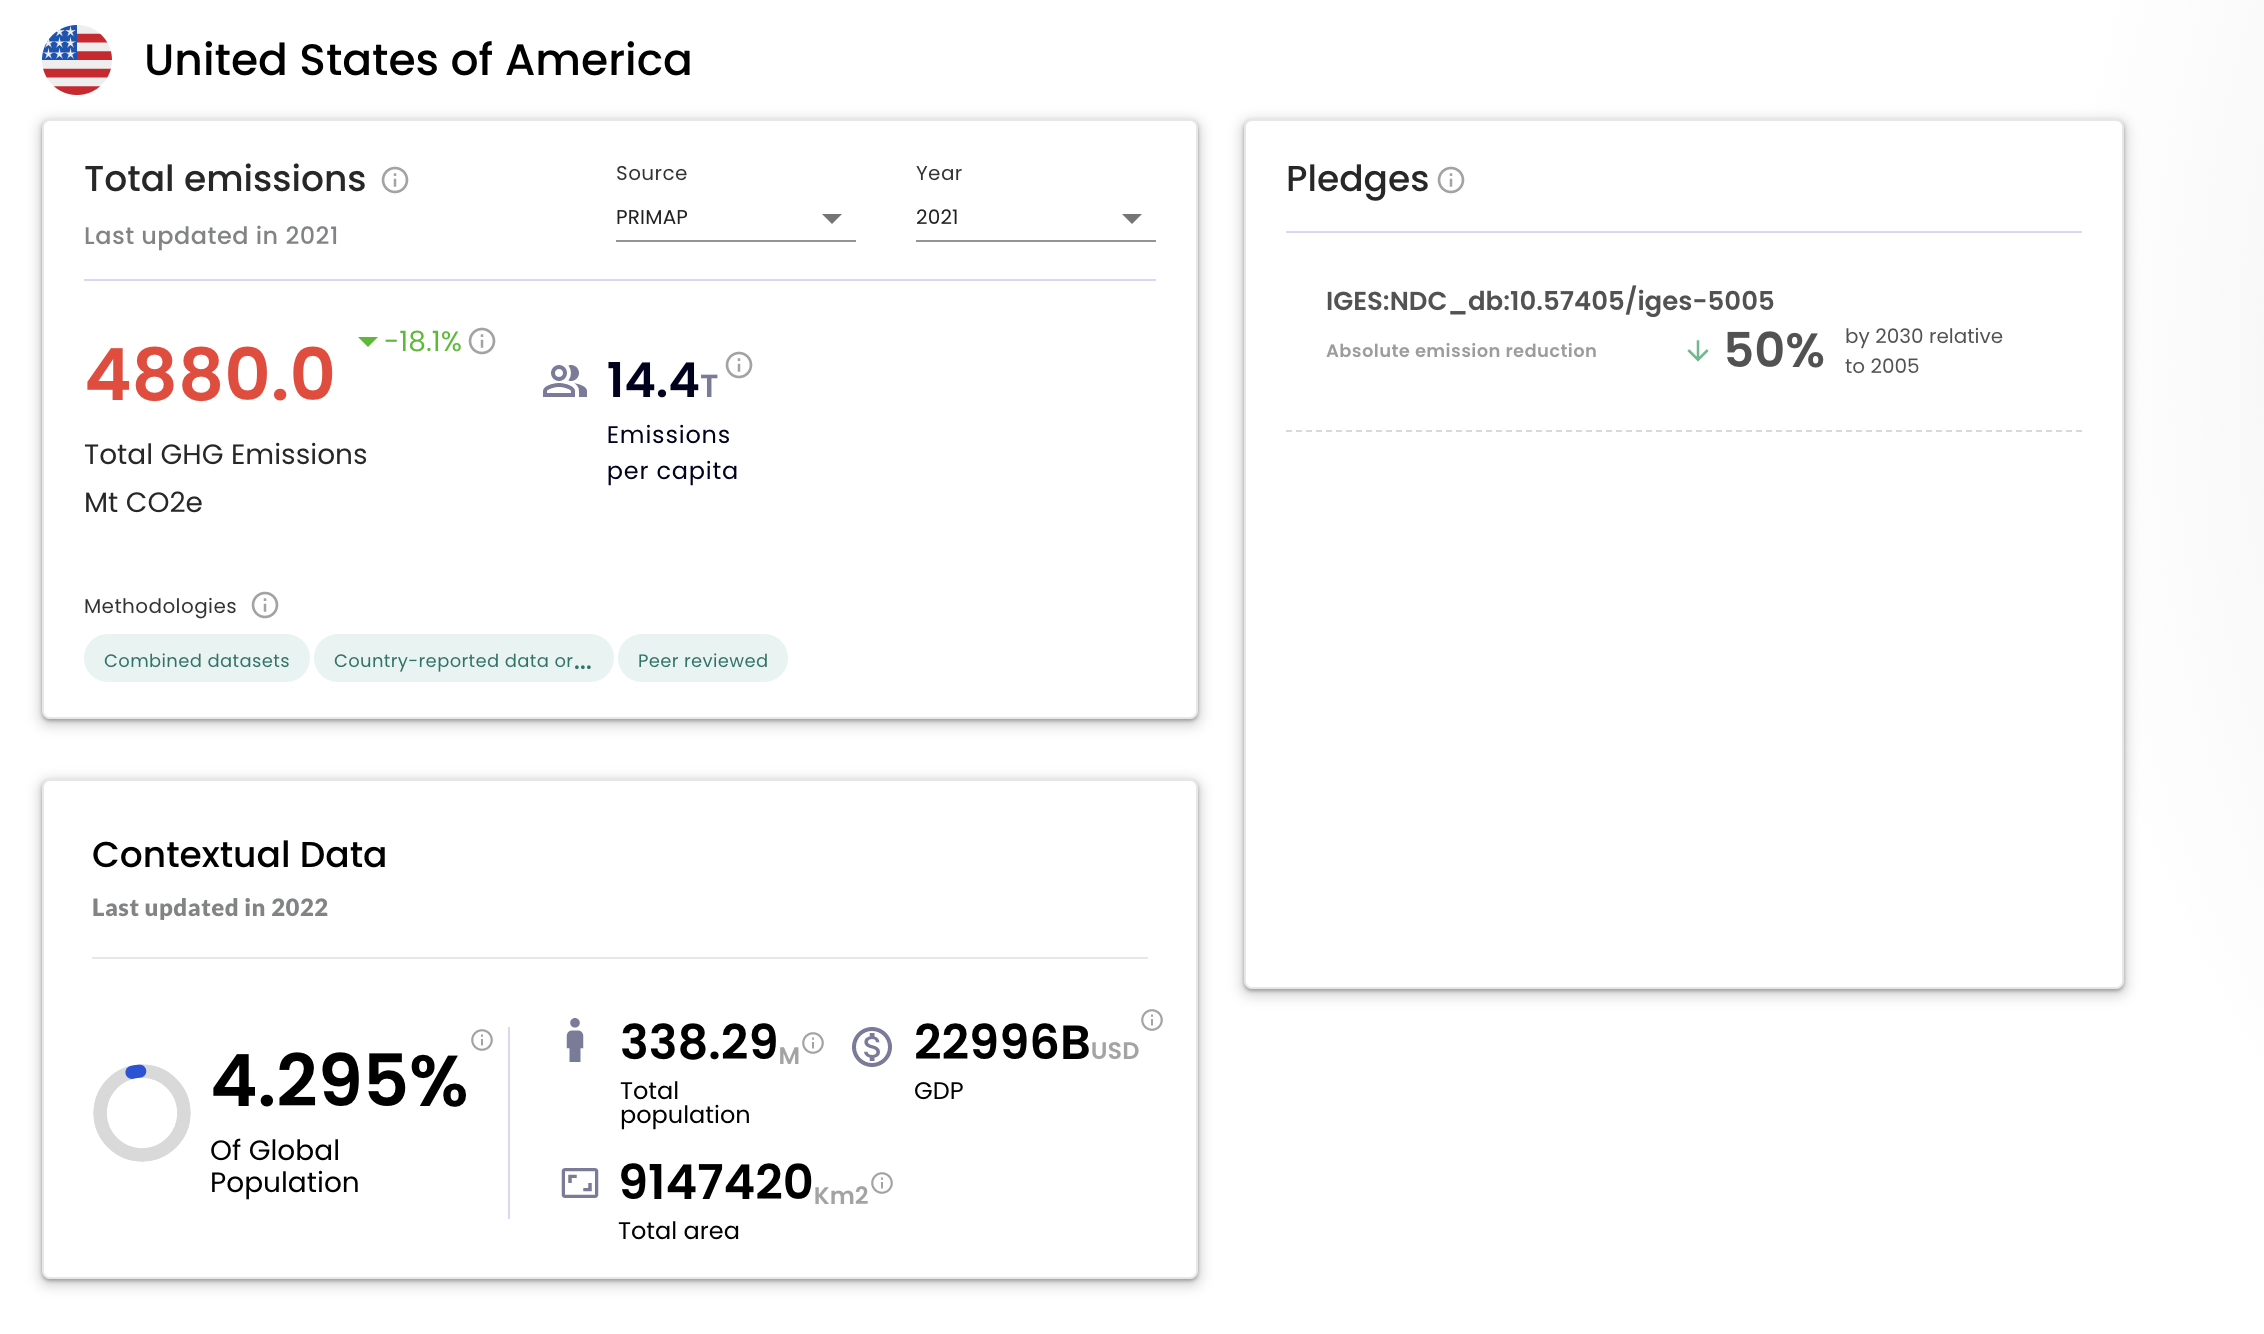 United States of America
Total emissions
Last updated in 2021
Source
PRIMAP
Year
2021
4880.0
-18.1%
Total GHG Emissions
Mt CO2e
14.4T
Emissions
per capita
Methodologies
Combined datasets
Country-reported data or...
Peer reviewed
Pledges
IGES:NDC_db:10.57405/iges-5005
Absolute emission reduction
50%
by 2030 relative
to 2005
Contextual Data
Last updated in 2022
4.295%
Of Global
Population
338.29M
Total
population
22996BUSD
GDP
9147420Km2
Total area